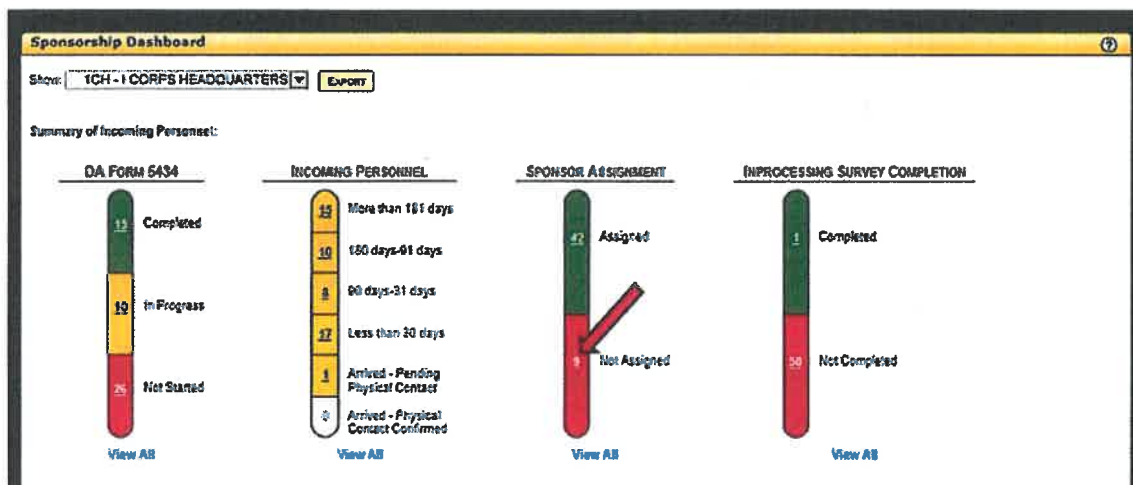 Sponsorship Dashboard ?
Show: 1CH - I CORPS HEADQUARTERS EXPORT
Summary of Incoming Personnel:
DA FORM 5434
15 Completed
10 In Progress
26 Not Started
View All
INCOMING PERSONNEL
15 More than 181 days
10 180 days-91 days
8 90 days-31 days
17 Less than 30 days
1 Arrived - Pending
Physical Contact
0 Arrived - Physical
Contact Confirmed
View All
SPONSOR ASSIGNMENT
42 Assigned
9 Not Assigned
View All
INPROCESSING SURVEY COMPLETION
1 Completed
50 Not Completed
View All